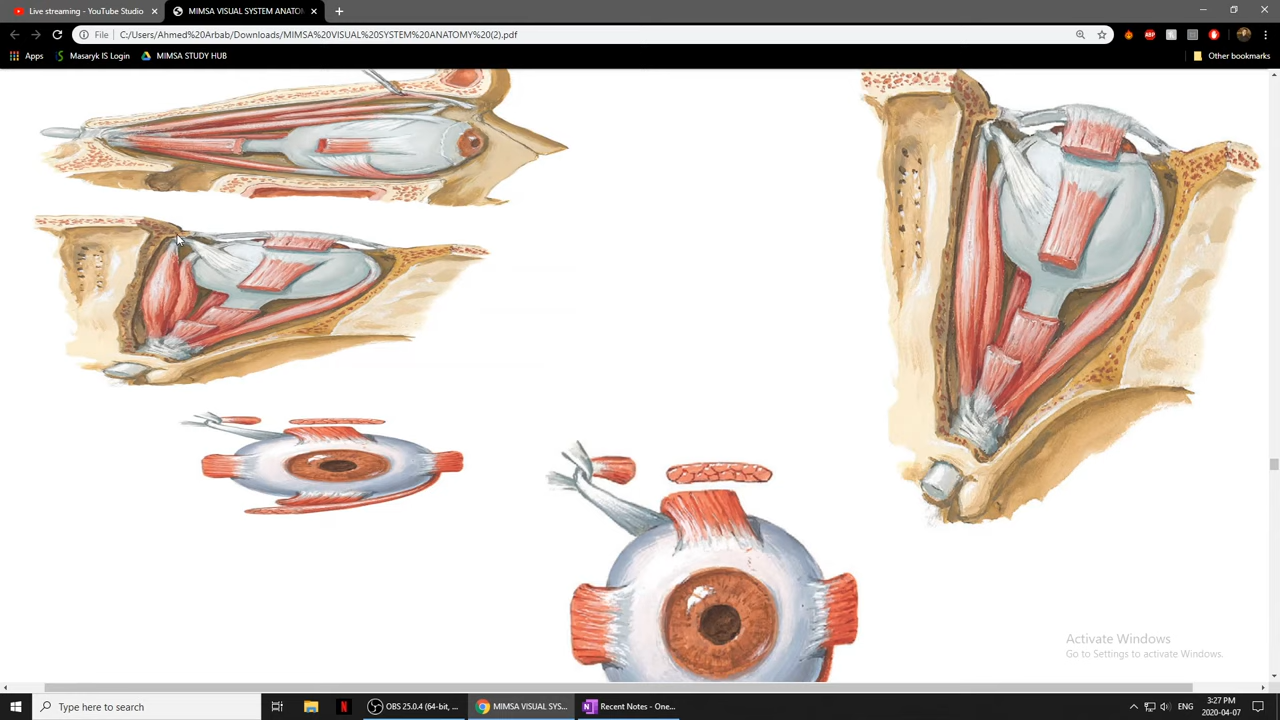 Live streaming - YouTube Studio
MIMSA VISUAL SYSTEM ANATOM
File
C:/Users/Ahmed%20Arbab/Downloads/MIMSA%20VISUAL%20SYSTEM%20ANATOMY%20(2).pdf
ABP
Apps
Masaryk IS Login
MIMSA STUDY HUB
Other bookmarks
Activate Windows
Go to Settings to activate Windows.
Type here to search
OBS 25.0.4 (64-bit, ...
MIMSA VISUAL SYS...
Recent Notes - One...
ENG
3:27 PM
2020-04-07